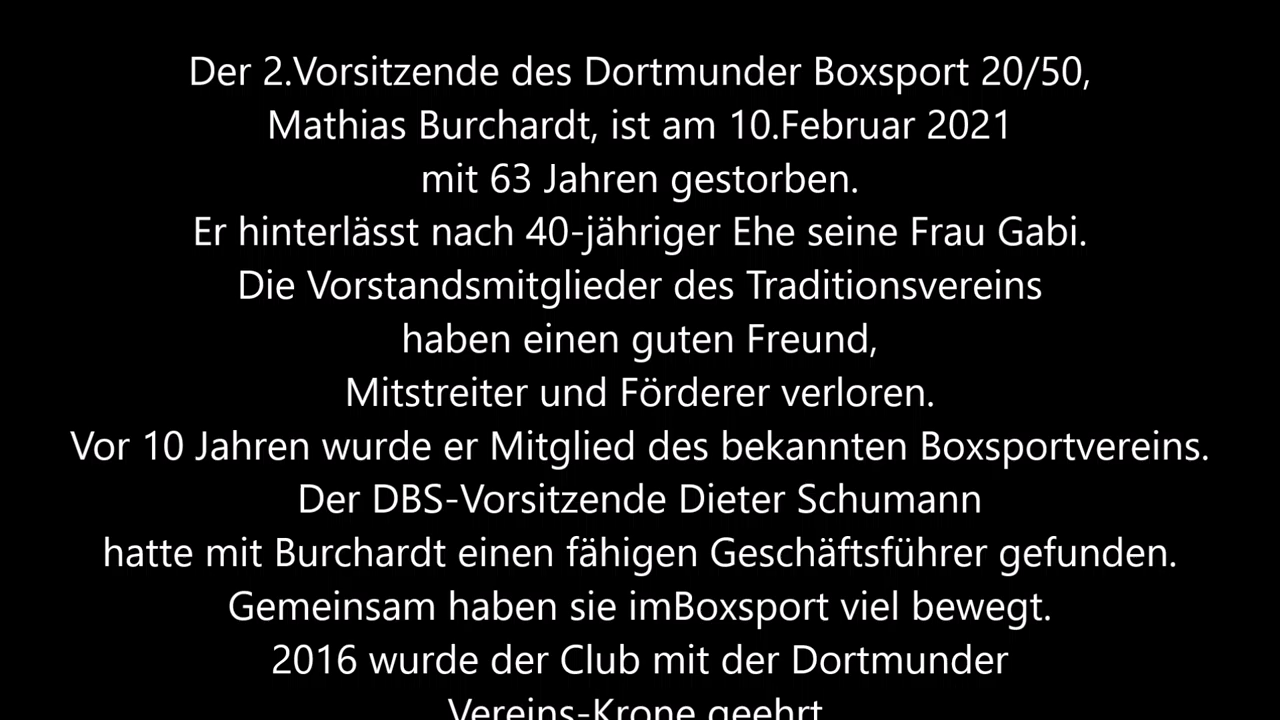 Der 2.Vorsitzende des Dortmunder Boxsport 20/50,
Mathias Burchardt, ist am 10.Februar 2021
mit 63 Jahren gestorben.
Er hinterlässt nach 40-jähriger Ehe seine Frau Gabi.
Die Vorstandsmitglieder des Traditionsvereins
haben einen guten Freund,
Mitstreiter und Förderer verloren.
Vor 10 Jahren wurde er Mitglied des bekannten Boxsportvereins.
Der DBS-Vorsitzende Dieter Schumann
hatte mit Burchardt einen fähigen Geschäftsführer gefunden.
Gemeinsam haben sie imBoxsport viel bewegt.
2016 wurde der Club mit der Dortmunder
Vereins-Krone geehrt